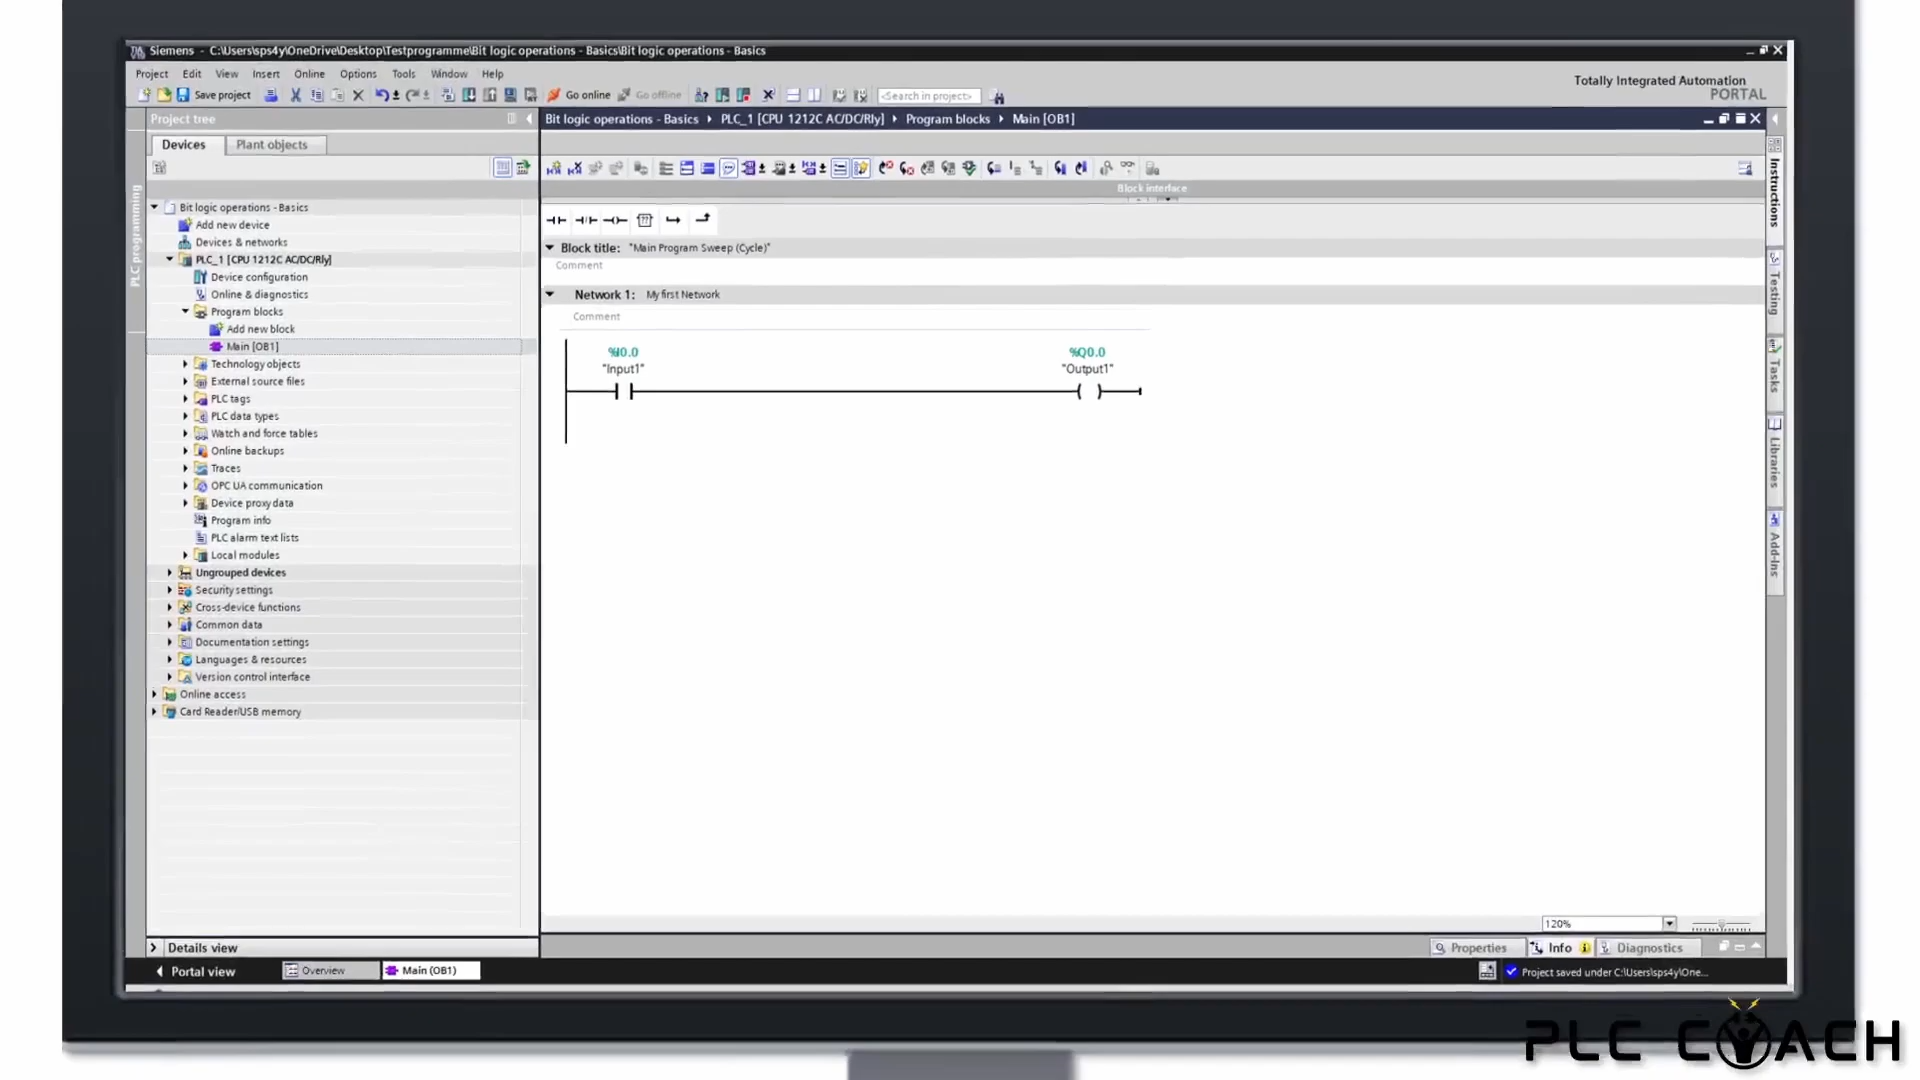 Siemens - C:\Users\sps4y\OneDrive\Desktop\Testprogramme\Bit logic operations - Basics\Bit logic operations - Basics
Project Edit View Insert Online Options Tools Window Help
Totally Integrated Automation
PORTAL
Save project
Go online
Go offline
<Search in project>
Project tree
Bit logic operations - Basics
PLC_1 [CPU 1212C AC/DC/Rly]
Program blocks
Main [OB1]
Devices
Plant objects
PLC programming
Block interface
Bit logic operations - Basics
Add new device
Devices & networks
PLC_1 [CPU 1212C AC/DC/Rly]
Device configuration
Online & diagnostics
Program blocks
Add new block
Main [OB1]
Technology objects
External source files
PLC tags
PLC data types
Watch and force tables
Online backups
Traces
OPC UA communication
Device proxy data
Program info
PLC alarm text lists
Local modules
Ungrouped devices
Security settings
Cross-device functions
Common data
Documentation settings
Languages & resources
Version control interface
Online access
Card Reader/USB memory
Details view
Block title: "Main Program Sweep (Cycle)"
Comment
Network 1: My first Network
Comment
%I0.0
"Input1"
%Q0.0
"Output1"
Instructions
Testing
Tasks
Libraries
Add-Ins
120%
Properties
Info
Diagnostics
Portal view
Overview
Main (OB1)
Project saved under C:\Users\sps4y\One...
PLC COACH